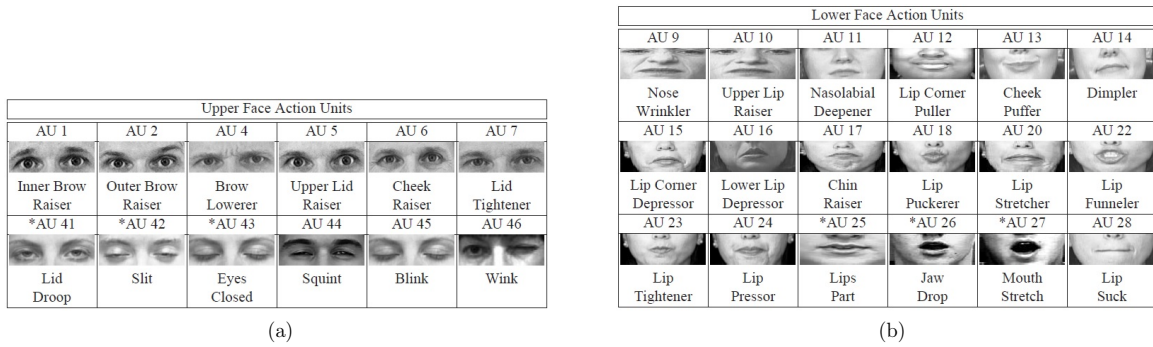 Upper Face Action Units
AU 1 AU 2 AU 4 AU 5 AU 6 AU 7
Inner Brow Outer Brow Brow Upper Lid Cheek Lid
Raiser Raiser Lowerer Raiser Raiser Tightener
*AU 41 *AU 42 *AU 43 AU 44 AU 45 AU 46
Lid Slit Eyes Squint Blink Wink
Droop Closed
(a)
Lower Face Action Units
AU 9 AU 10 AU 11 AU 12 AU 13 AU 14
Nose Upper Lip Nasolabial Lip Corner Cheek Dimpler
Wrinkler Raiser Deepener Puller Puffer
AU 15 AU 16 AU 17 AU 18 AU 20 AU 22
Lip Corner Lower Lip Chin Lip Lip Lip
Depressor Depressor Raiser Puckerer Stretcher Funneler
AU 23 AU 24 *AU 25 *AU 26 *AU 27 AU 28
Lip Lip Lips Jaw Mouth Lip
Tightener Pressor Part Drop Stretch Suck
(b)